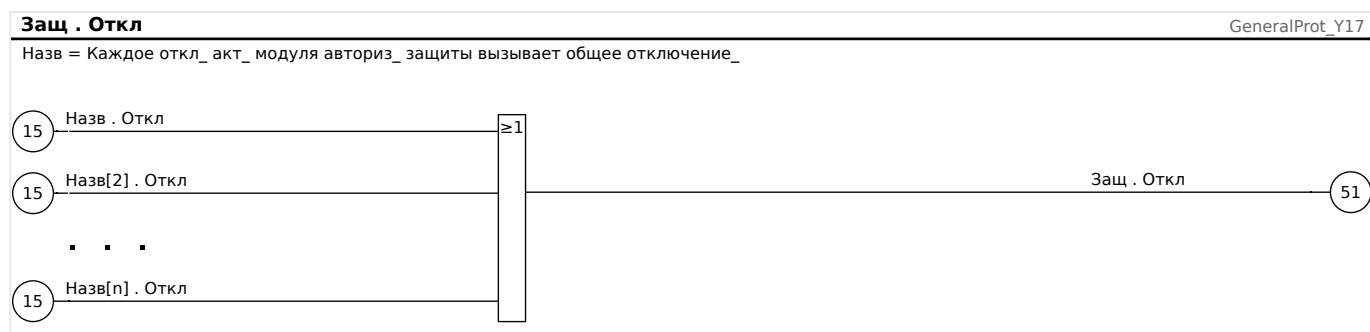 Защ . Откл
GeneralProt_Y17
Назв = Каждое откл_ акт_ модуля авториз_ защиты вызывает общее отключение_
15
Назв . Откл
≥1
15
Назв[2] . Откл
Защ . Откл
51
. . .
15
Назв[n] . Откл